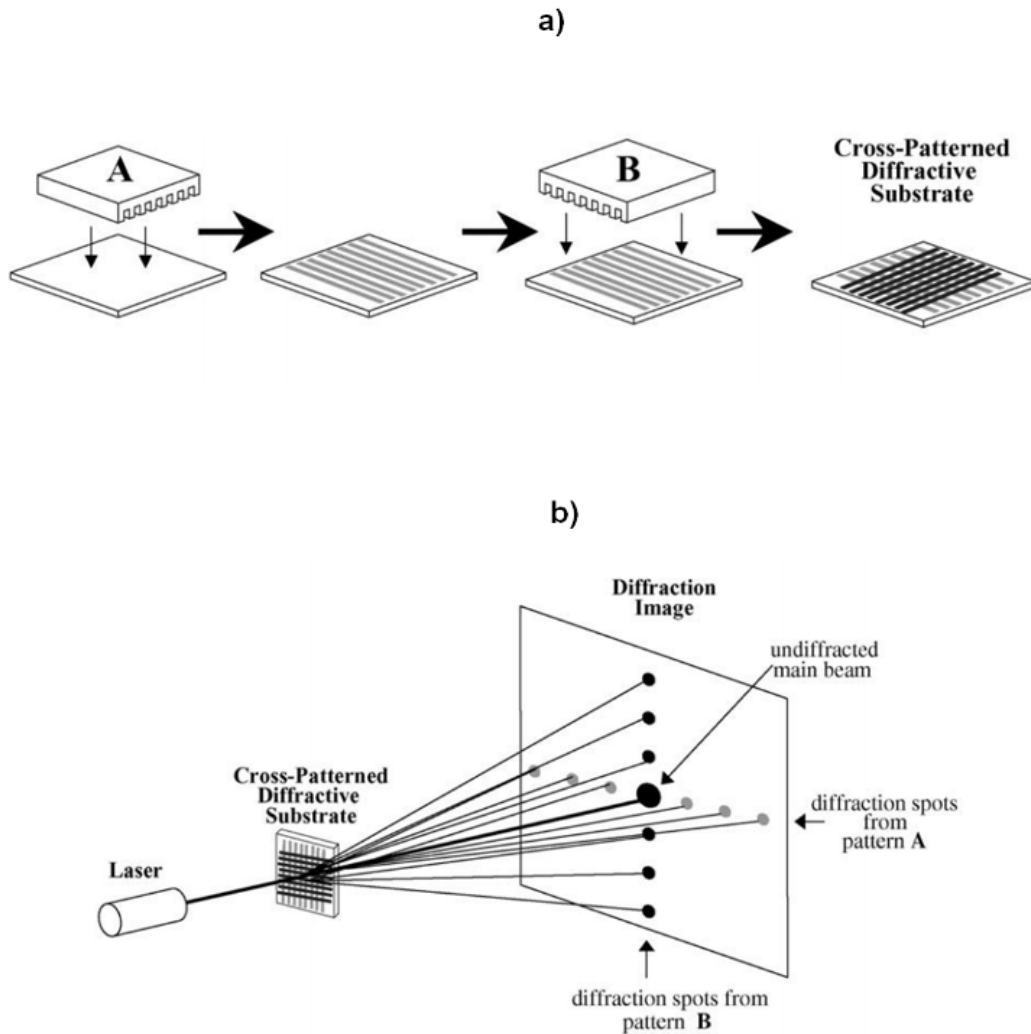 a)
A
B
Cross-Patterned
Diffractive
Substrate
b)
Diffraction
Image
undiffracted
main beam
Cross-Patterned
Diffractive
Substrate
diffraction spots
from
pattern A
Laser
diffraction spots from
pattern B